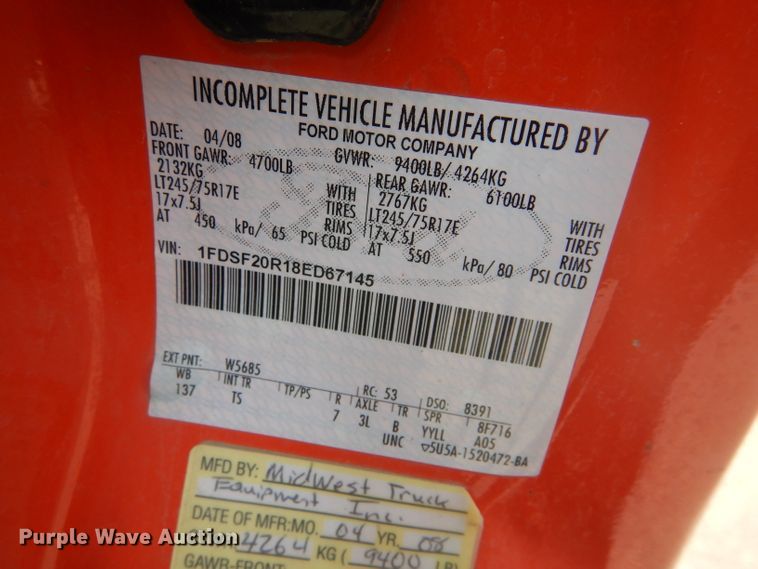 INCOMPLETE VEHICLE MANUFACTURED BY
FORD MOTOR COMPANY
DATE: 04/08 GVWR: 9400LB/ 4264KG
FRONT GAWR: 4700LB REAR GAWR: 6100LB
2132KG WITH 2767KG WITH
LT245/75R17E TIRES LT245/75R17E TIRES
17x7.5J RIMS 17x7.5J RIMS
AT 450 kPa/ 65 PSI COLD AT 550 kPa/ 80 PSI COLD
VIN: 1FDSF20R18ED67145
EXT PNT: W5685 RC: 53 DSO: 8391
WB INT TR TP/PS R AXLE TR SPR 8F716
137 TS 7 3L B YYLL A05
UNC 5U5A-1520472-BA
MFD BY: Midwest Truck
Equipment Inc.
DATE OF MFR: MO. 04 YR. 08
4264 KG ( 9400 LB)
GAWR-FRONT
Purple Wave Auction
PurpleWave.com